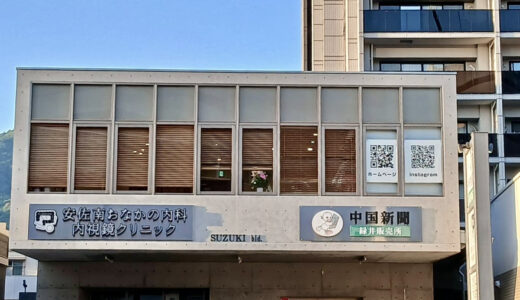 ホームページ
Instagram
安佐南おなかの内科
内視鏡クリニック
SUZUKI bld.
中国新聞
緑井販売所